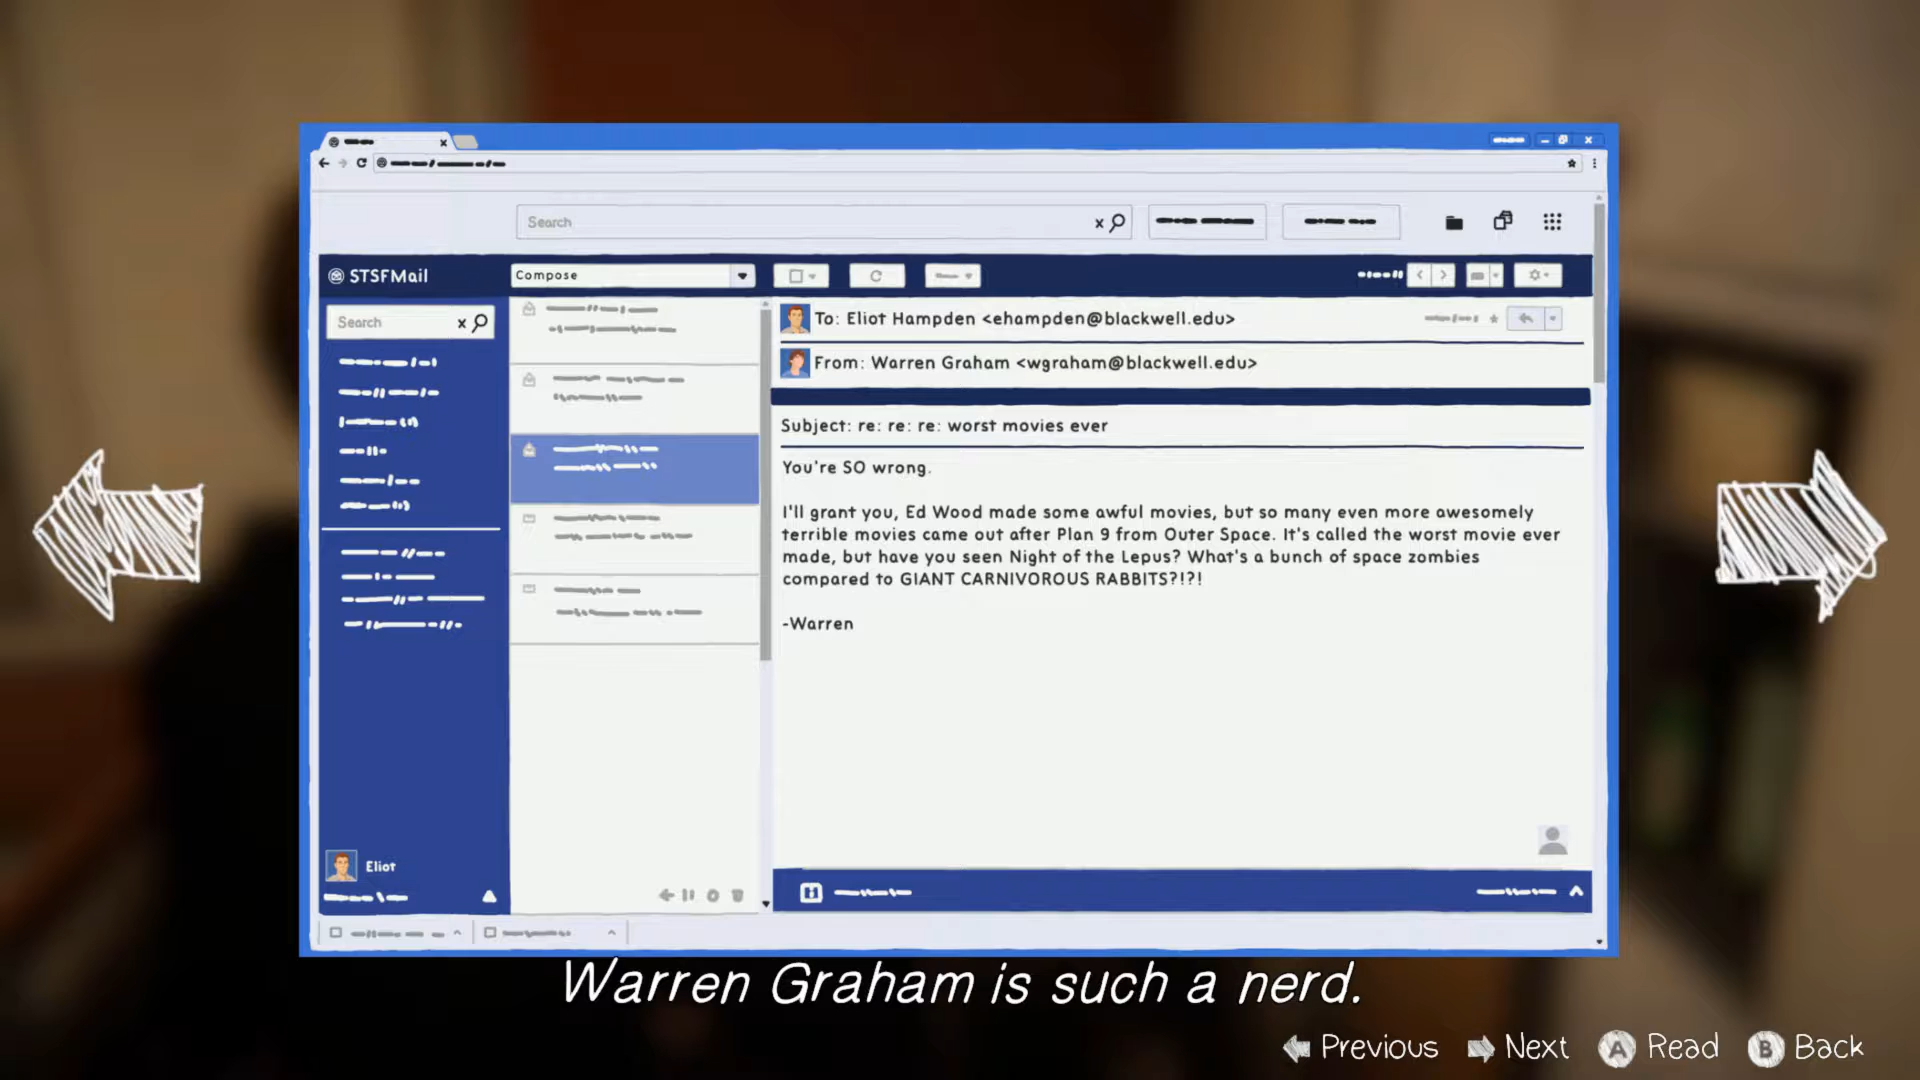 Search
STSFMail
Compose
Search
To: Eliot Hampden <ehampden@blackwell.edu>
From: Warren Graham <wgraham@blackwell.edu>
Subject: re: re: re: worst movies ever
You're SO wrong.
I'll grant you, Ed Wood made some awful movies, but so many even more awesomely
terrible movies came out after Plan 9 from Outer Space. It's called the worst movie ever
made, but have you seen Night of the Lepus? What's a bunch of space zombies
compared to GIANT CARNIVOROUS RABBITS?!?!
-Warren
Eliot
Warren Graham is such a nerd.
Previous
Next
A Read
B Back